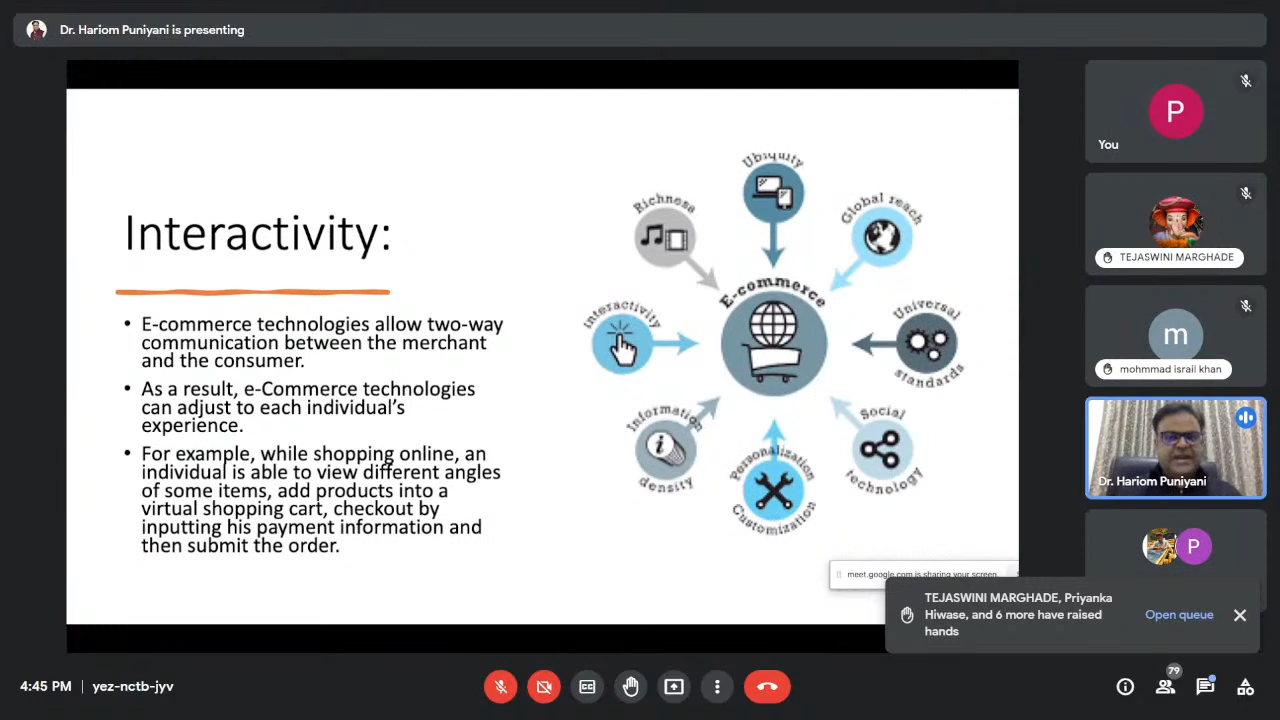 Dr. Hariom Puniyani is presenting
Interactivity:
• E-commerce technologies allow two-way
communication between the merchant
and the consumer.
• As a result, e-Commerce technologies
can adjust to each individual's
experience.
• For example, while shopping online, an
individual is able to view different angles
of some items, add products into a
virtual shopping cart, checkout by
inputting his payment information and
then submit the order.
Ubiquity
Richness
Global reach
E-commerce
Interactivity
Universal
standards
Information
density
Social
technology
Personalization
Customization
meet.google.com is sharing your screen
P
You
TEJASWINI MARGHADE
m
mohmmad israil khan
Dr. Hariom Puniyani
P
TEJASWINI MARGHADE, Priyanka
Hiwase, and 6 more have raised
hands
Open queue
4:45 PM | yez-nctb-jyv
79